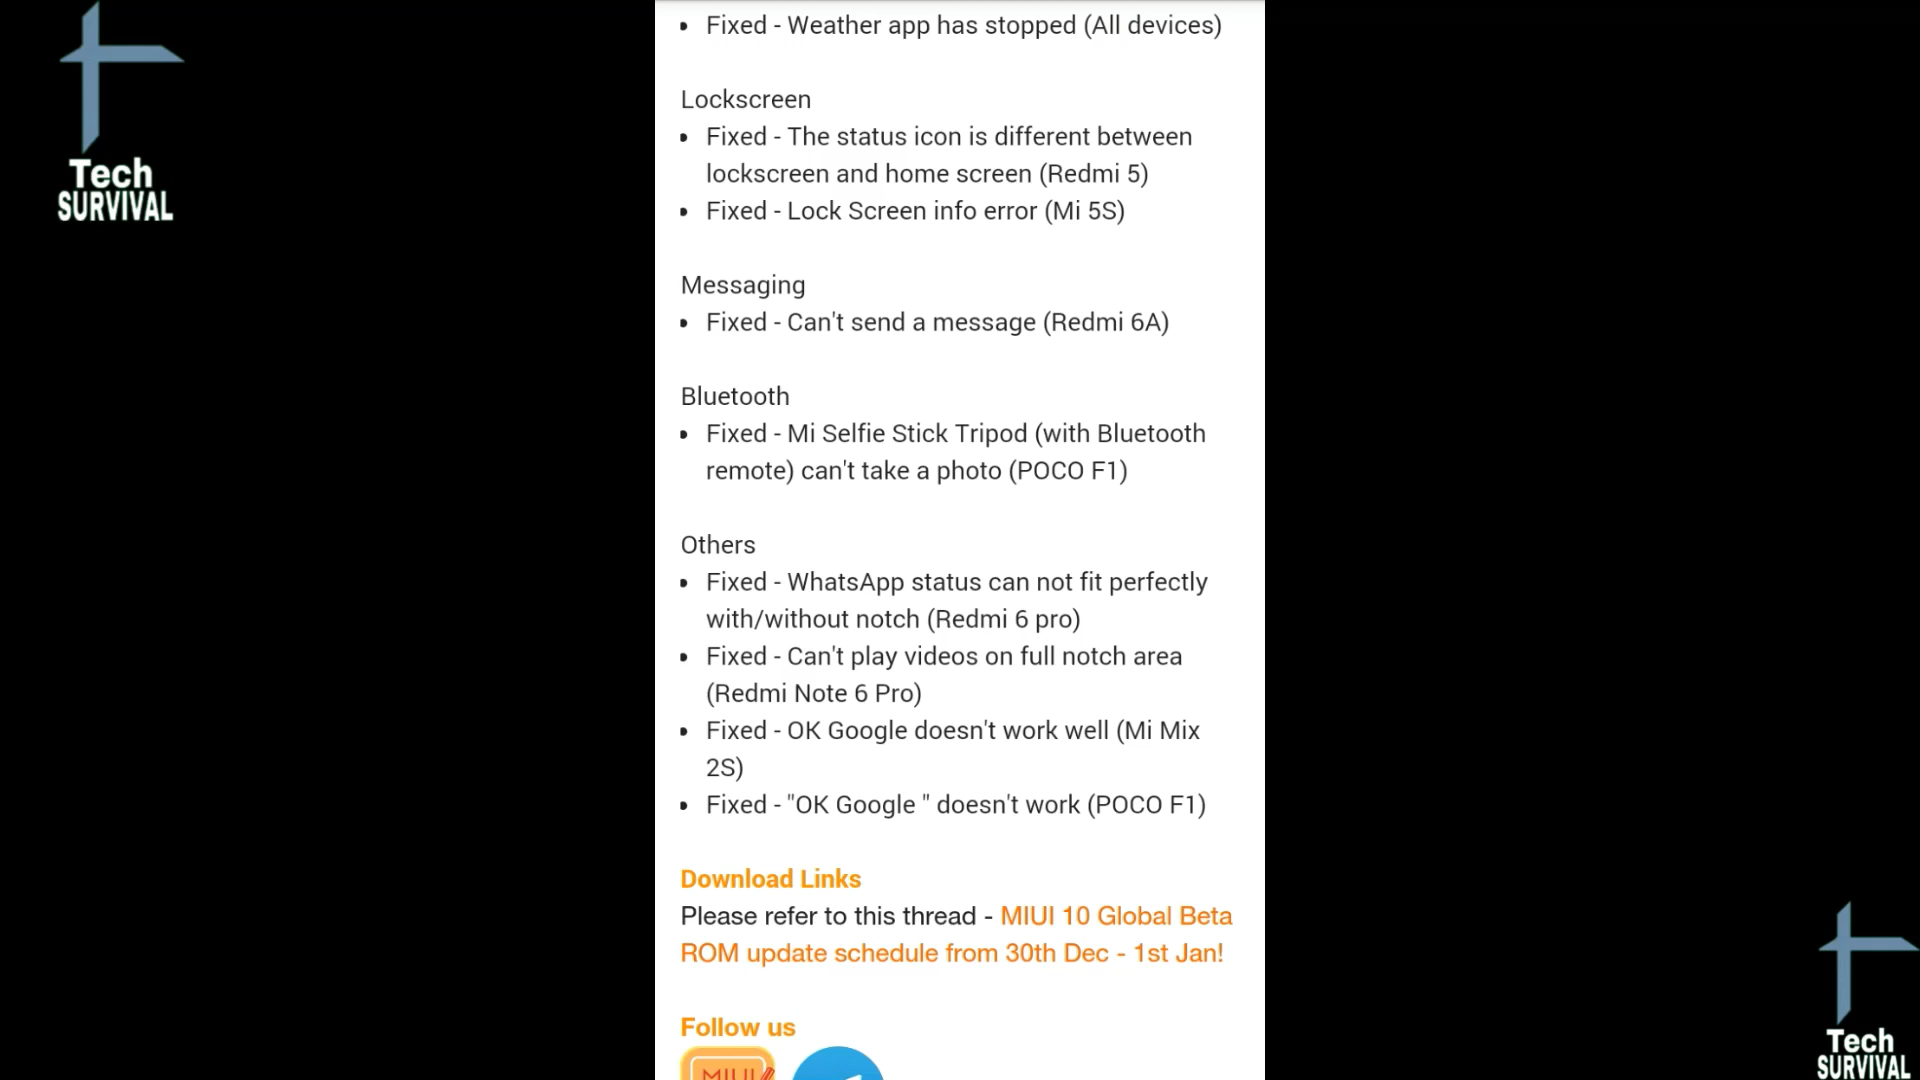 Tech
SURVIVAL
• Fixed - Weather app has stopped (All devices)
Lockscreen
• Fixed - The status icon is different between
lockscreen and home screen (Redmi 5)
• Fixed - Lock Screen info error (Mi 5S)
Messaging
• Fixed - Can't send a message (Redmi 6A)
Bluetooth
• Fixed - Mi Selfie Stick Tripod (with Bluetooth
remote) can't take a photo (POCO F1)
Others
• Fixed - WhatsApp status can not fit perfectly
with/without notch (Redmi 6 pro)
• Fixed - Can't play videos on full notch area
(Redmi Note 6 Pro)
• Fixed - OK Google doesn't work well (Mi Mix
2S)
• Fixed - "OK Google " doesn't work (POCO F1)
Download Links
Please refer to this thread - MIUI 10 Global Beta
ROM update schedule from 30th Dec - 1st Jan!
Follow us
MIUI
Tech
SURVIVAL